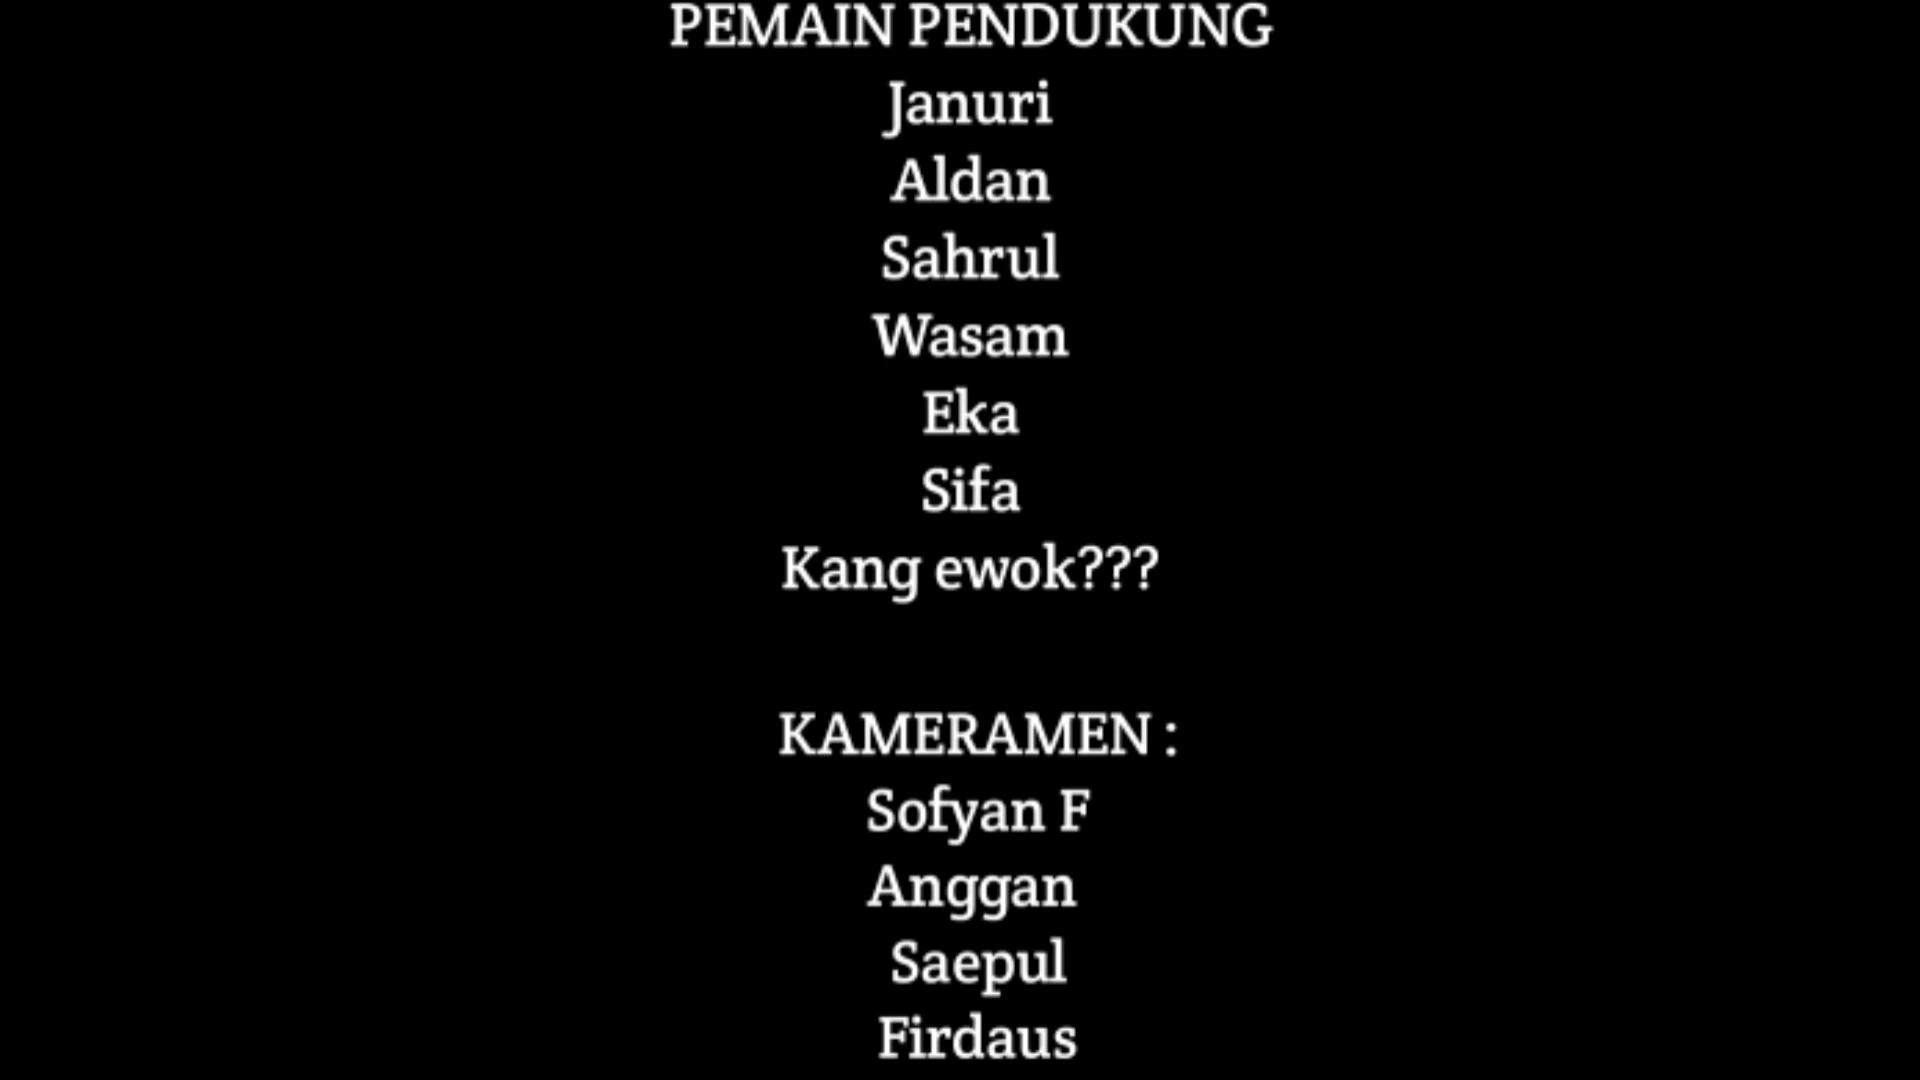 PEMAIN PENDUKUNG
Januri
Aldan
Sahrul
Wasam
Eka
Sifa
Kang ewok???
KAMERAMEN :
Sofyan F
Anggan
Saepul
Firdaus